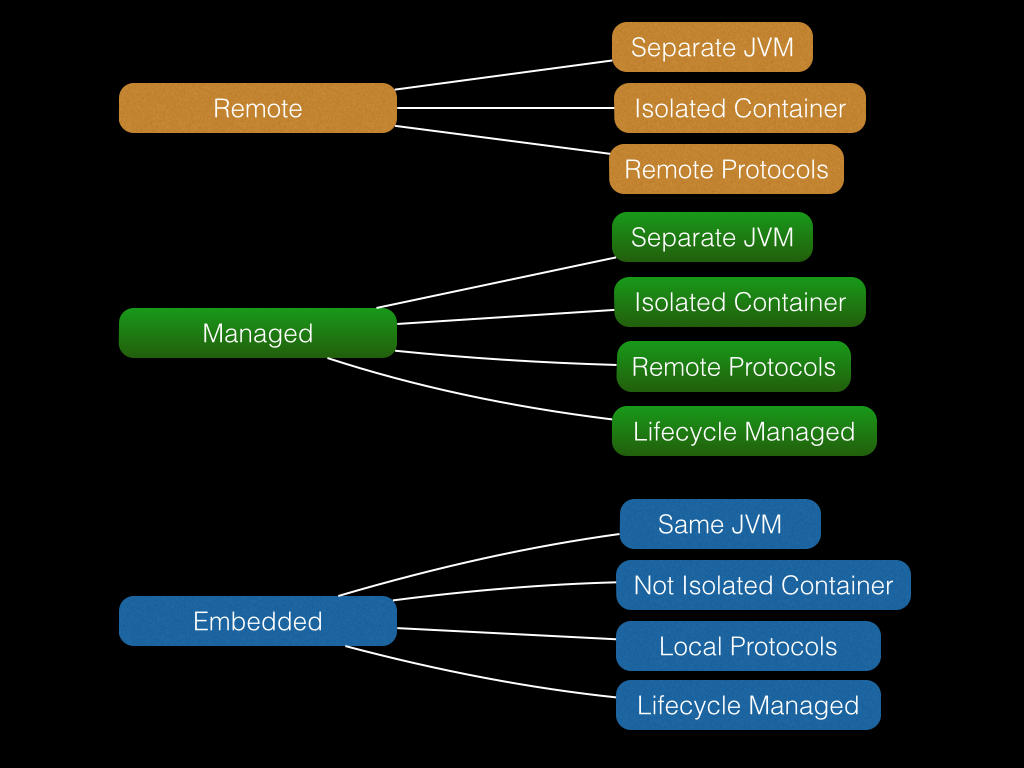 Remote
Separate JVM
Isolated Container
Remote Protocols
Managed
Separate JVM
Isolated Container
Remote Protocols
Lifecycle Managed
Embedded
Same JVM
Not Isolated Container
Local Protocols
Lifecycle Managed